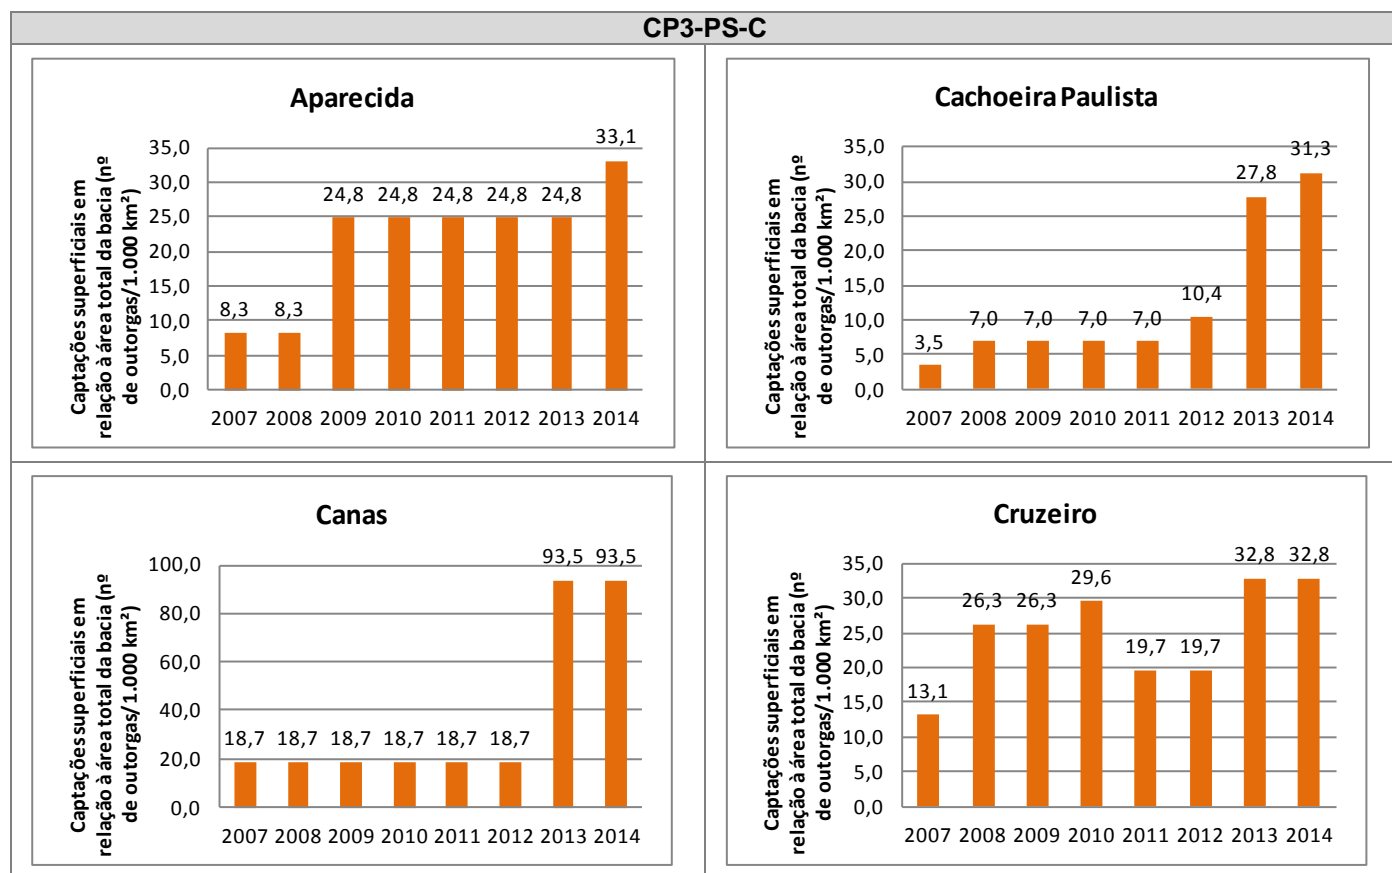 CP3-PS-C
Aparecida
Captações superficiais em
relação à área total da bacia (nº
de outorgas/1.000 km²)
35,0
30,0
25,0
20,0
15,0
10,0
5,0
0,0
8,3
8,3
24,8
24,8
24,8
24,8
24,8
33,1
2007 2008 2009 2010 2011 2012 2013 2014
Cachoeira Paulista
Captações superficiais em
relação à área total da bacia (nº
de outorgas/1.000 km²)
35,0
30,0
25,0
20,0
15,0
10,0
5,0
0,0
3,5
7,0
7,0
7,0
7,0
10,4
27,8
31,3
2007 2008 2009 2010 2011 2012 2013 2014
Canas
Captações superficiais em
relação à área total da bacia (nº
de outorgas/1.000 km²)
100,0
80,0
60,0
40,0
20,0
0,0
18,7
18,7
18,7
18,7
18,7
18,7
93,5
93,5
2007 2008 2009 2010 2011 2012 2013 2014
Cruzeiro
Captações superficiais em
relação à área total da bacia (nº
de outorgas/1.000 km²)
35,0
30,0
25,0
20,0
15,0
10,0
5,0
0,0
13,1
26,3
26,3
29,6
19,7
19,7
32,8
32,8
2007 2008 2009 2010 2011 2012 2013 2014